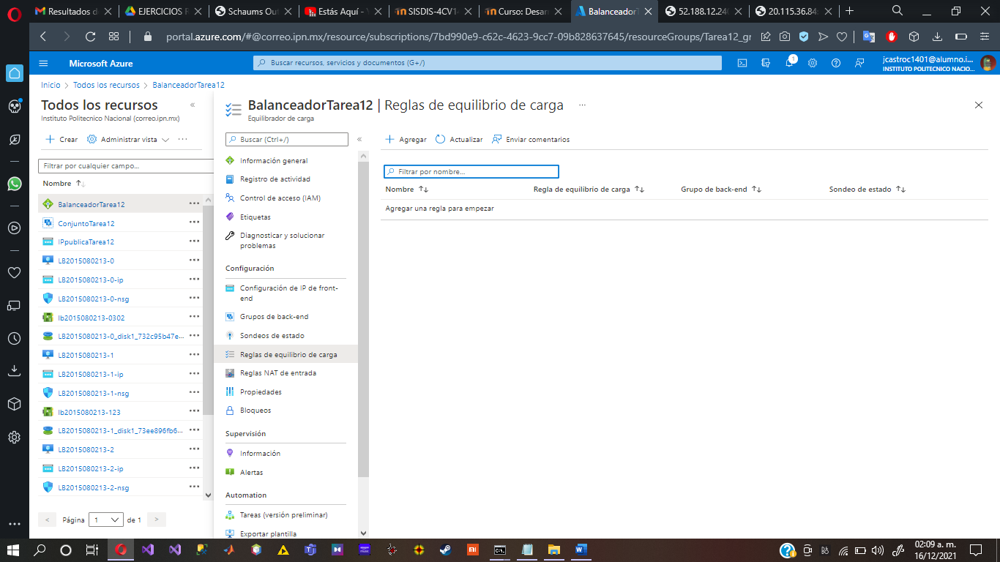 Resultados d
EJERCICIOS R
Schaums Out
Estás Aquí - Y
SISDIS-4CV1
Curso: Desar
BalanceadorT
52.188.12.24
20.115.36.84
portal.azure.com/#@correo.ipn.mx/resource/subscriptions/7bd990e9-c62c-4623-9cc7-09b828637645/resourceGroups/Tarea12_gr
Microsoft Azure
Buscar recursos, servicios y documentos (G+/)
1
jcastroc1401@alumno.i...
INSTITUTO POLITECNICO NACIO...
Inicio > Todos los recursos > BalanceadorTarea12
Todos los recursos
Instituto Politecnico Nacional (correo.ipn.mx)
Crear
Administrar vista
Filtrar por cualquier campo...
Nombre
BalanceadorTarea12
ConjuntoTarea12
IPpublicaTarea12
LB2015080213-0
LB2015080213-0-ip
LB2015080213-0-nsg
lb2015080213-0302
LB2015080213-0_disk1_732c95b47e...
LB2015080213-1
LB2015080213-1-ip
LB2015080213-1-nsg
lb2015080213-123
LB2015080213-1_disk1_73ee896fb6...
LB2015080213-2
LB2015080213-2-ip
LB2015080213-2-nsg
< Página 1 de 1 >
BalanceadorTarea12 | Reglas de equilibrio de carga ...
Equilibrador de carga
Buscar (Ctrl+/)
Información general
Registro de actividad
Control de acceso (IAM)
Etiquetas
Diagnosticar y solucionar
problemas
Configuración
Configuración de IP de front-
end
Grupos de back-end
Sondeos de estado
Reglas de equilibrio de carga
Reglas NAT de entrada
Propiedades
Bloqueos
Supervisión
Información
Alertas
Automation
Tareas (versión preliminar)
Exportar plantilla
Agregar
Actualizar
Enviar comentarios
Filtrar por nombre...
Nombre
Regla de equilibrio de carga
Grupo de back-end
Sondeo de estado
Agregar una regla para empezar
02:09 a. m.
16/12/2021